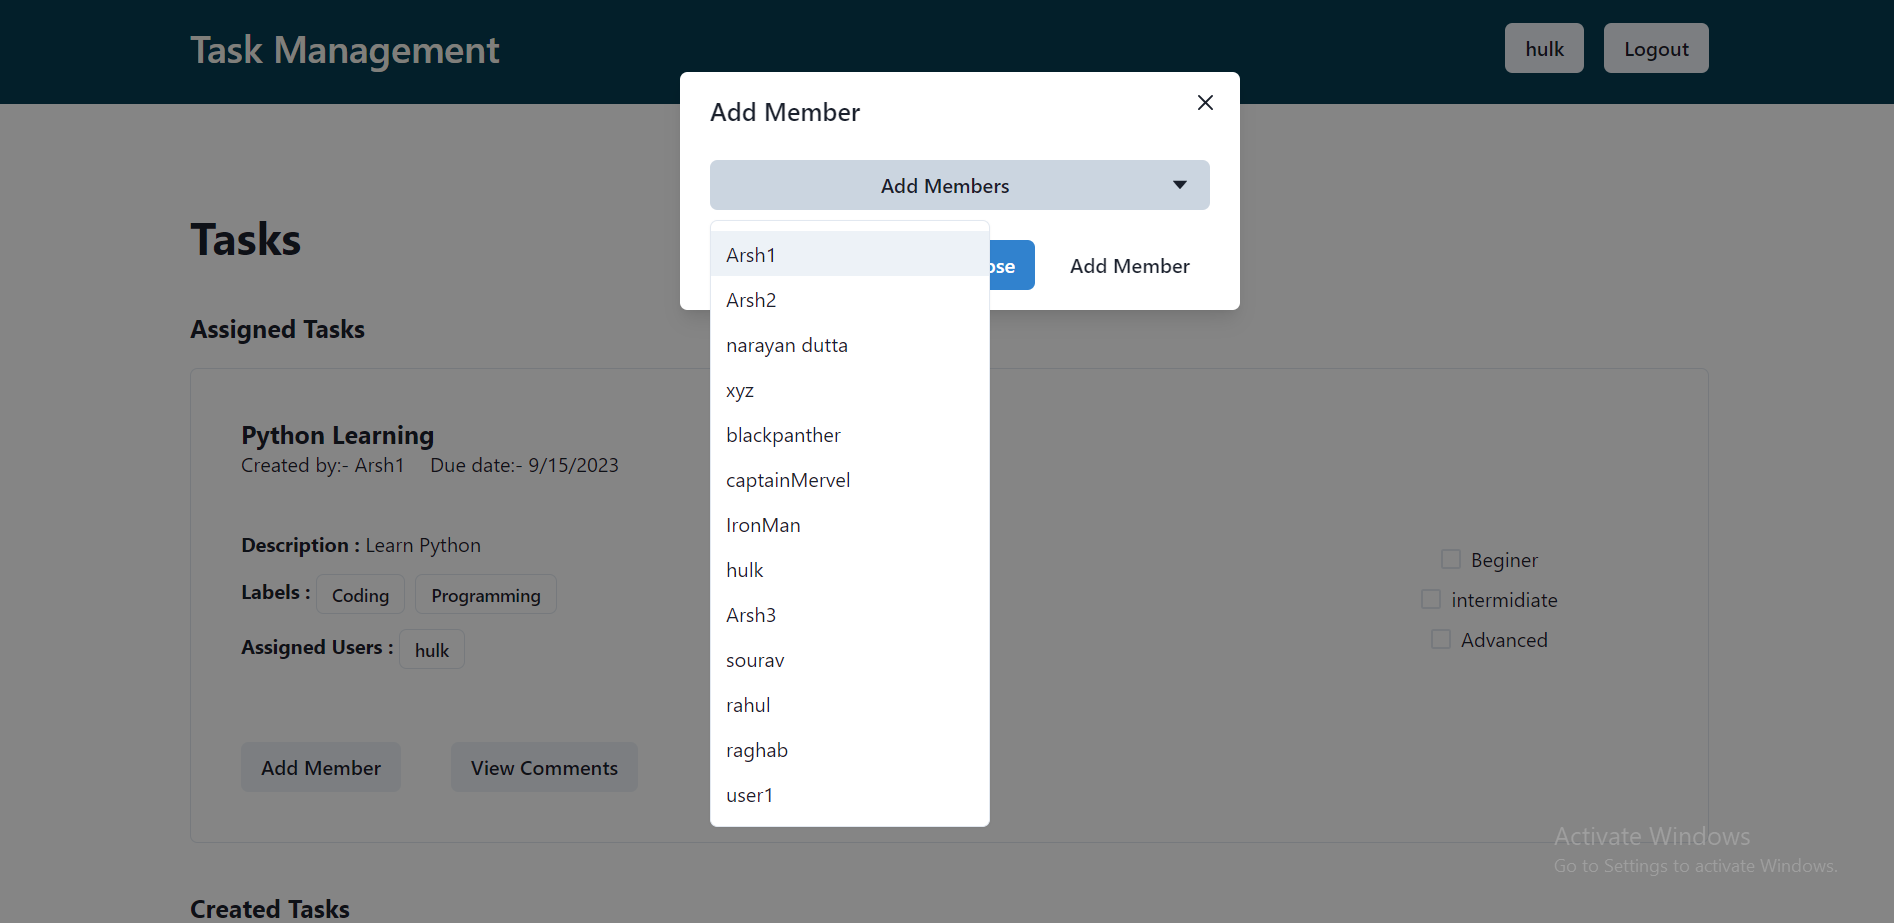 Task Management
hulk
Logout
Add Member
Add Members
Arsh1
Arsh2
narayan dutta
xyz
blackpanther
captainMervel
IronMan
hulk
Arsh3
sourav
rahul
raghab
user1
Add Member
Tasks
Assigned Tasks
Python Learning
Created by:- Arsh1 Due date:- 9/15/2023
Description : Learn Python
Labels : Coding Programming
Assigned Users : hulk
Beginer
intermidiate
Advanced
Add Member
View Comments
Created Tasks
Activate Windows
Go to Settings to activate Windows.